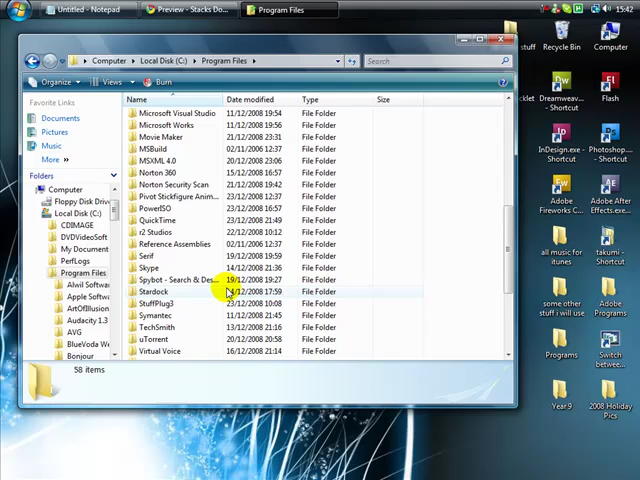 Untitled - Notepad
Preview - Stacks Do...
Program Files
15:42
Computer
Local Disk (C:)
Program Files
Search
Organize
Views
Burn
Favorite Links
Documents
Pictures
Music
More »
Folders
Computer
Floppy Disk Drive
Local Disk (C:)
CDIMAGE
DVDVideoSoft
My Document
PerfLogs
Program Files
Alwil Softwa
Apple Softw
ArtOfIllusion
Audacity 1.3
AVG
BlueVoda We
Bonjour
Name
Date modified
Type
Size
Microsoft Visual Studio 11/12/2008 19:54 File Folder
Microsoft Works 11/12/2008 19:56 File Folder
Movie Maker 21/12/2008 23:31 File Folder
MSBuild 02/11/2006 12:37 File Folder
MSXML 4.0 20/12/2008 23:06 File Folder
Norton 360 15/12/2008 16:57 File Folder
Norton Security Scan 21/12/2008 19:42 File Folder
Pivot Stickfigure Anim... 23/12/2008 12:37 File Folder
PowerISO 23/12/2008 16:57 File Folder
QuickTime 23/12/2008 21:49 File Folder
r2 Studios 22/12/2008 10:12 File Folder
Reference Assemblies 02/11/2006 12:37 File Folder
Serif 18/12/2008 19:59 File Folder
Skype 14/12/2008 21:36 File Folder
Spybot - Search & Des... 19/12/2008 19:27 File Folder
Stardock /12/2008 17:59 File Folder
StuffPlug3 23/12/2008 10:08 File Folder
Symantec 11/12/2008 21:45 File Folder
TechSmith 13/12/2008 21:16 File Folder
uTorrent 20/12/2008 20:58 File Folder
Virtual Voice 16/12/2008 21:14 File Folder
58 items
stuff
Recycle Bin
Computer
cklet
Dreamweav...
- Shortcut
Flash
InDesign.exe
- Shortcut
Photoshop....
- Shortcut
Adobe
Fireworks C...
Adobe After
Effects.exe...
all music for
itunes
takumi -
Shortcut
some other
stuff i will use
Adobe
Programs
Programs
Switch
between...
Year 9
2008 Holiday
Pics